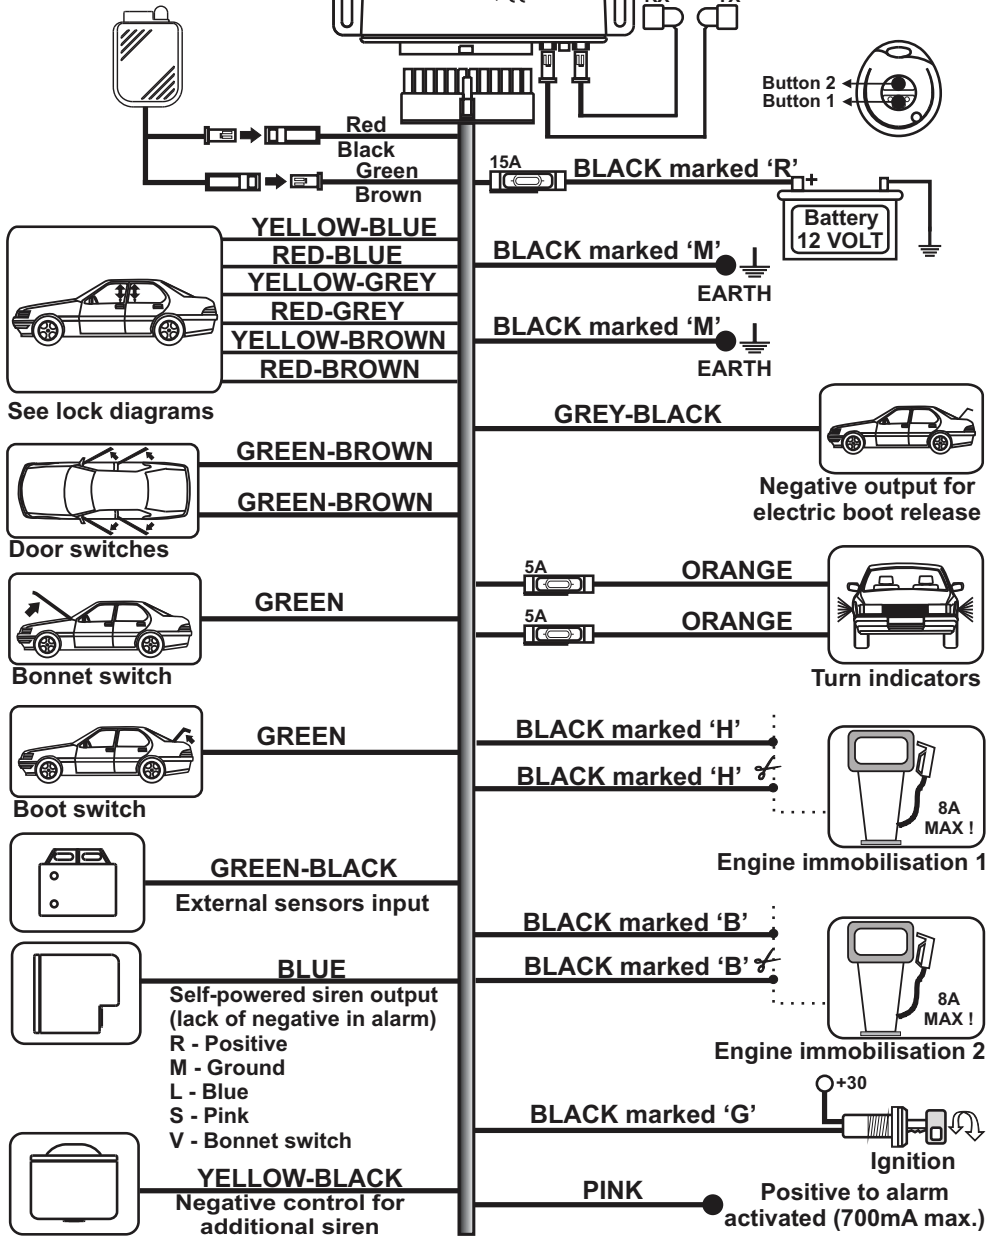 RX
TX
Button 2
Button 1
Red
Black
Green
Brown
15A
BLACK marked ‘R’
+
Battery
12 VOLT
YELLOW-BLUE
RED-BLUE
YELLOW-GREY
RED-GREY
YELLOW-BROWN
RED-BROWN
See lock diagrams
BLACK marked ‘M’
EARTH
BLACK marked ‘M’
EARTH
GREY-BLACK
Negative output for
electric boot release
GREEN-BROWN
GREEN-BROWN
Door switches
5A
ORANGE
5A
ORANGE
Turn indicators
GREEN
Bonnet switch
GREEN
Boot switch
BLACK marked ‘H’
BLACK marked ‘H’
8A
MAX !
Engine immobilisation 1
GREEN-BLACK
External sensors input
BLACK marked ‘B’
BLACK marked ‘B’
8A
MAX !
Engine immobilisation 2
BLUE
Self-powered siren output
(lack of negative in alarm)
R - Positive
M - Ground
L - Blue
S - Pink
V - Bonnet switch
+30
BLACK marked ‘G’
Ignition
YELLOW-BLACK
Negative control for
additional siren
PINK
Positive to alarm
activated (700mA max.)